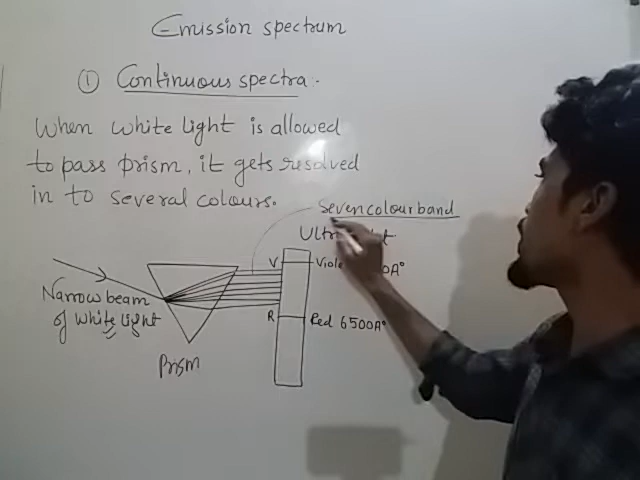 Emission spectrum
① Continuous spectra.
When white light is allowed
to pass prism, it gets resolved
in to several colours.
Seven colour band
V
Narrow beam
of white light
R
Red 6500A°
Prism